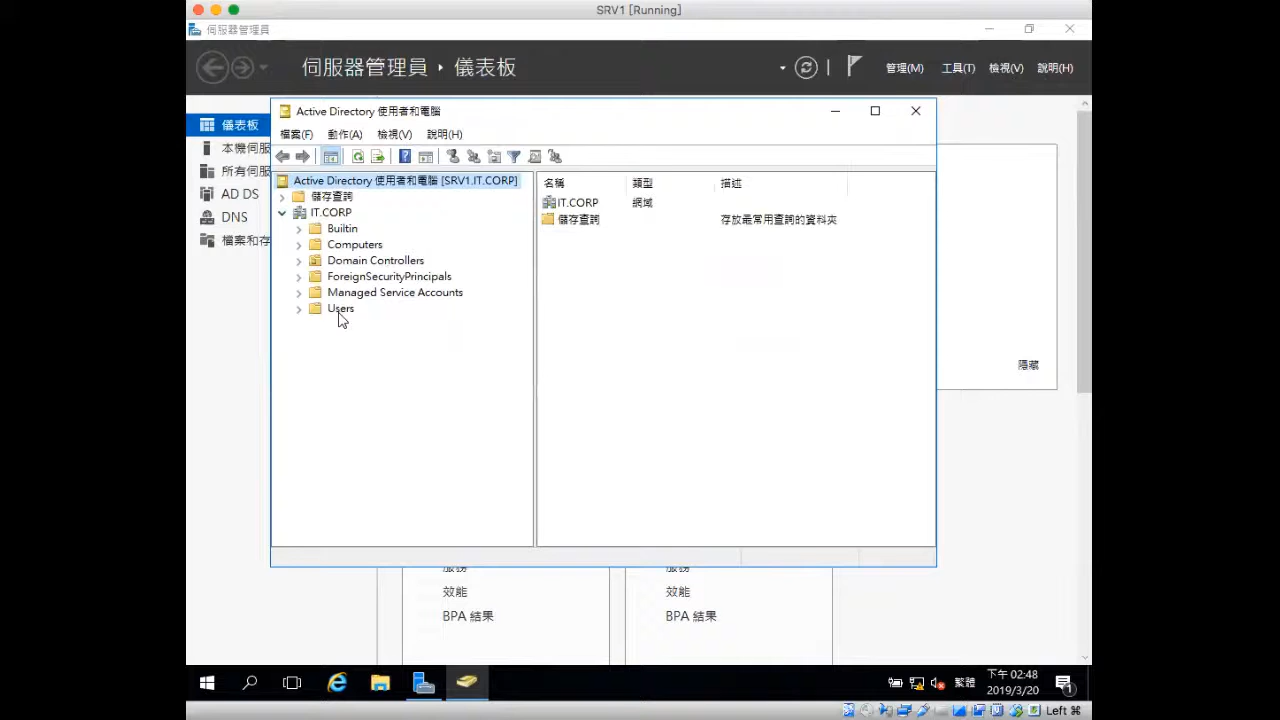 SRV1 [Running]
伺服器管理員
伺服器管理員 ‣ 儀表板
管理(M) 工具(T) 檢視(V) 說明(H)
儀表板
本機伺服
所有伺服
AD DS
DNS
檔案和存
Active Directory 使用者和電腦
檔案(F) 動作(A) 檢視(V) 說明(H)
Active Directory 使用者和電腦 [SRV1.IT.CORP]
儲存查詢
IT.CORP
Builtin
Computers
Domain Controllers
ForeignSecurityPrincipals
Managed Service Accounts
Users
名稱 類型 描述
IT.CORP 網域
儲存查詢 存放最常用查詢的資料夾
隱藏
服務 服務
效能 效能
BPA 結果 BPA 結果
繁體
下午 02:48
2019/3/20
1
Left ⌘